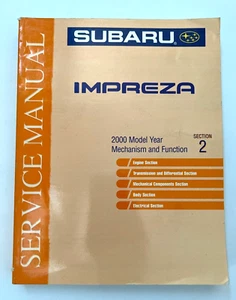 SERVICE MANUAL
SUBARU
IMPREZA
2000 Model Year
Mechanism and Function
SECTION
2
Engine Section
Transmission and Differential Section
Mechanical Components Section
Body Section
Electrical Section